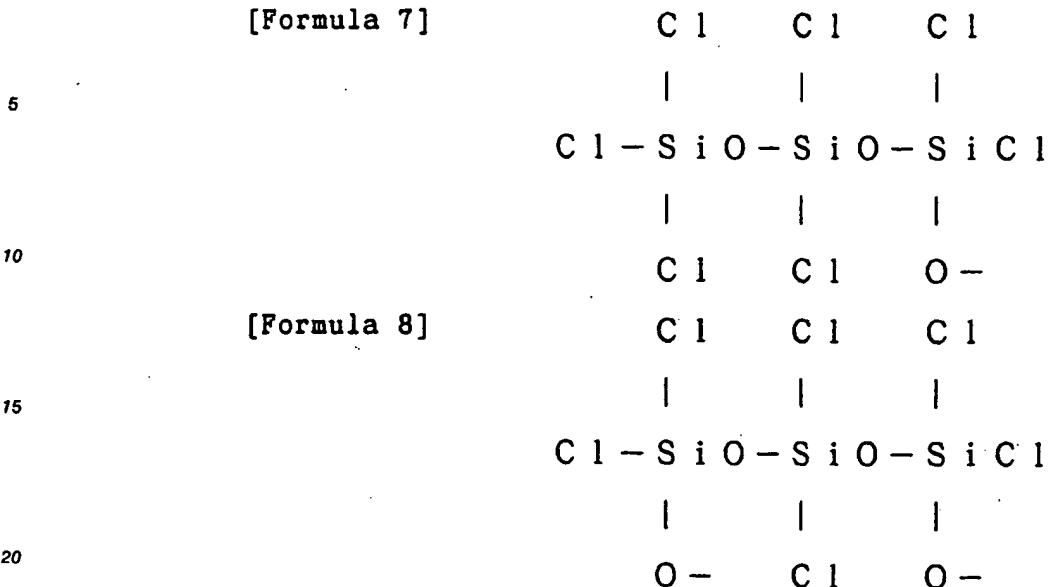 [Formula 7] Cl Cl Cl
| | |
5
Cl-SiO-SiO-SiCl
| | |
10 Cl Cl O-
[Formula 8] Cl Cl Cl
15 | | |
Cl-SiO-SiO-SiCl
| | |
20 O- Cl O-